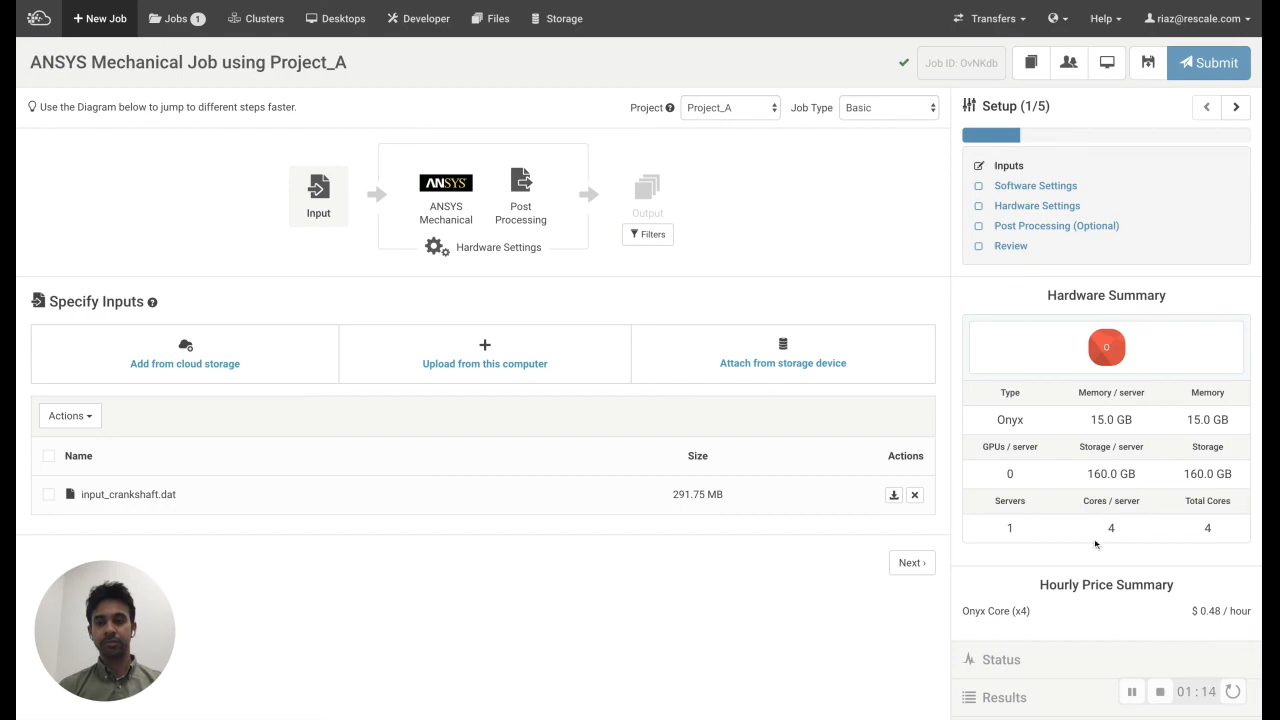 New Job
Jobs 1
Clusters
Desktops
Developer
Files
Storage
Transfers
Help
riaz@rescale.com
ANSYS Mechanical Job using Project_A
Job ID: OvNKdb
Submit
Use the Diagram below to jump to different steps faster.
Project
Project_A
Job Type
Basic
Setup (1/5)
Inputs
Software Settings
Hardware Settings
Post Processing (Optional)
Review
Input
ANSYS
ANSYS
Mechanical
Post
Processing
Hardware Settings
Output
Filters
Specify Inputs
Add from cloud storage
Upload from this computer
Attach from storage device
Actions
Name Size Actions
input_crankshaft.dat 291.75 MB
Next ›
Hardware Summary
0
Type Memory / server Memory
Onyx 15.0 GB 15.0 GB
GPUs / server Storage / server Storage
0 160.0 GB 160.0 GB
Servers Cores / server Total Cores
1 4 4
Hourly Price Summary
Onyx Core (x4) $ 0.48 / hour
Status
Results
01:14